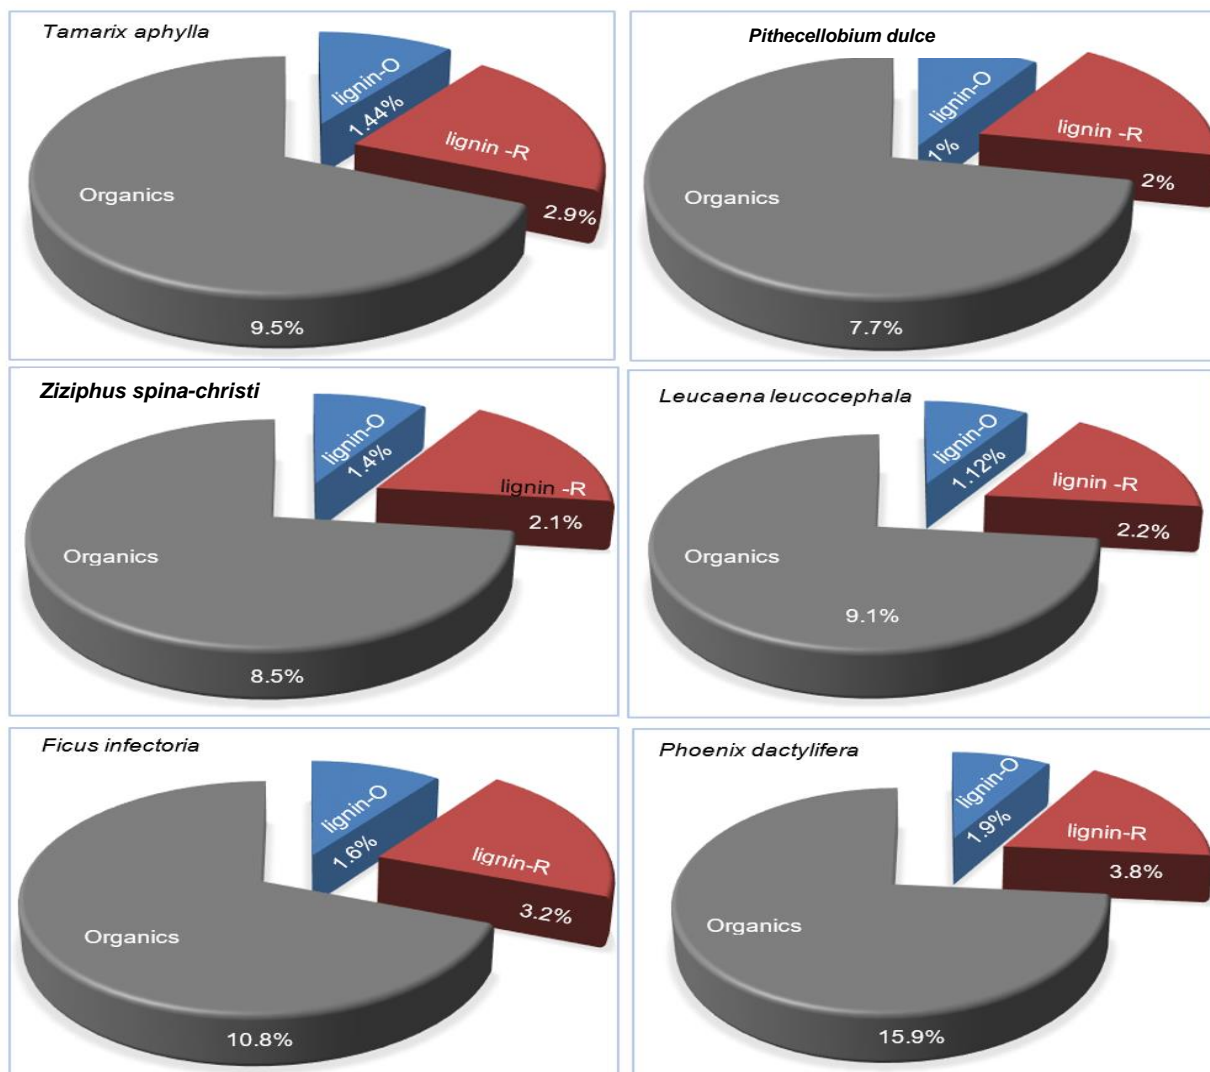 Tamarix aphylla
lignin-O
1.44%
lignin -R
2.9%
Organics
9.5%
Pithecellobium dulce
lignin-O
1%
lignin -R
2%
Organics
7.7%
Ziziphus spina-christi
lignin-O
1.4%
lignin -R
2.1%
Organics
8.5%
Leucaena leucocephala
lignin-O
1.12%
lignin -R
2.2%
Organics
9.1%
Ficus infectoria
lignin-O
1.6%
lignin-R
3.2%
Organics
10.8%
Phoenix dactylifera
lignin-O
1.9%
lignin-R
3.8%
Organics
15.9%